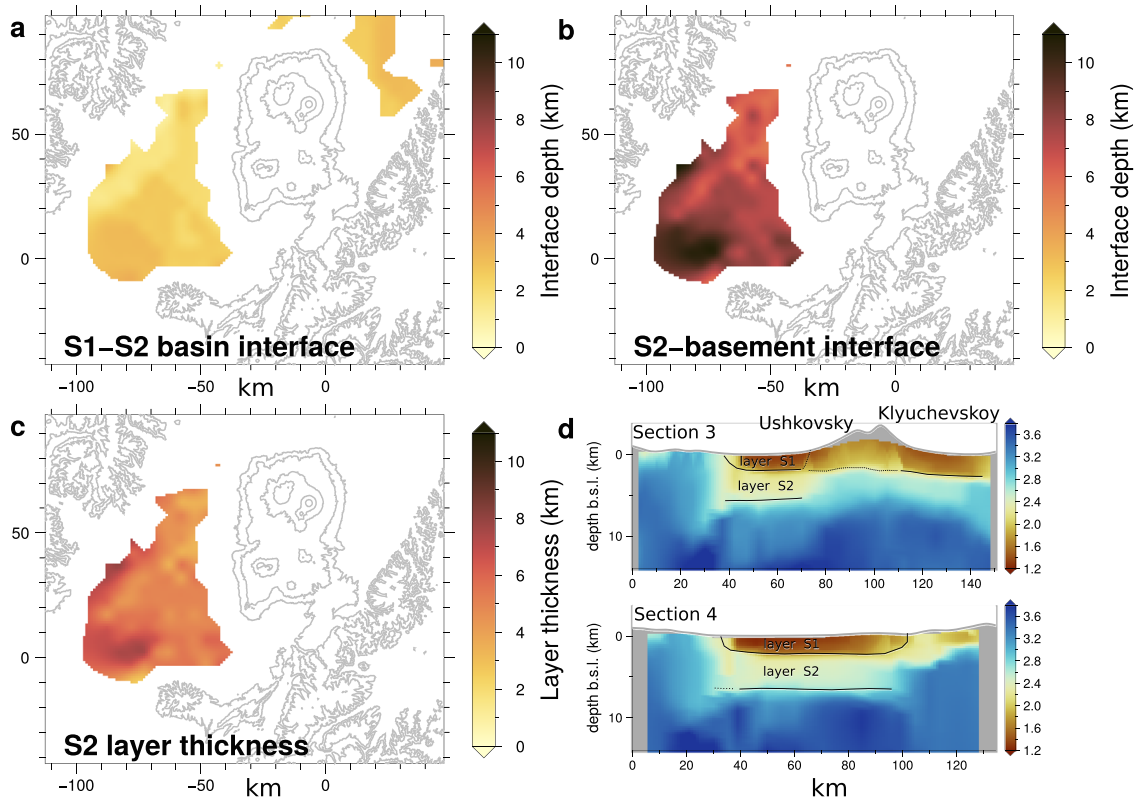 a
50
0
−100
−50
0
km
S1−S2 basin interface
10
8
6
4
2
0
Interface depth (km)
b
50
0
−100
−50
0
km
S2−basement interface
10
8
6
4
2
0
Interface depth (km)
c
50
0
−100
−50
0
km
S2 layer thickness
10
8
6
4
2
0
Layer thickness (km)
d
Section 3
Ushkovsky
Klyuchevskoy
layer S1
layer S2
depth b.s.l. (km)
0
10
0 20 40 60 80 100 120 140
3.6
3.2
2.8
2.4
2.0
1.6
1.2
Section 4
layer S1
layer S2
depth b.s.l. (km)
0
10
0 20 40 60 80 100 120
km
3.6
3.2
2.8
2.4
2.0
1.6
1.2